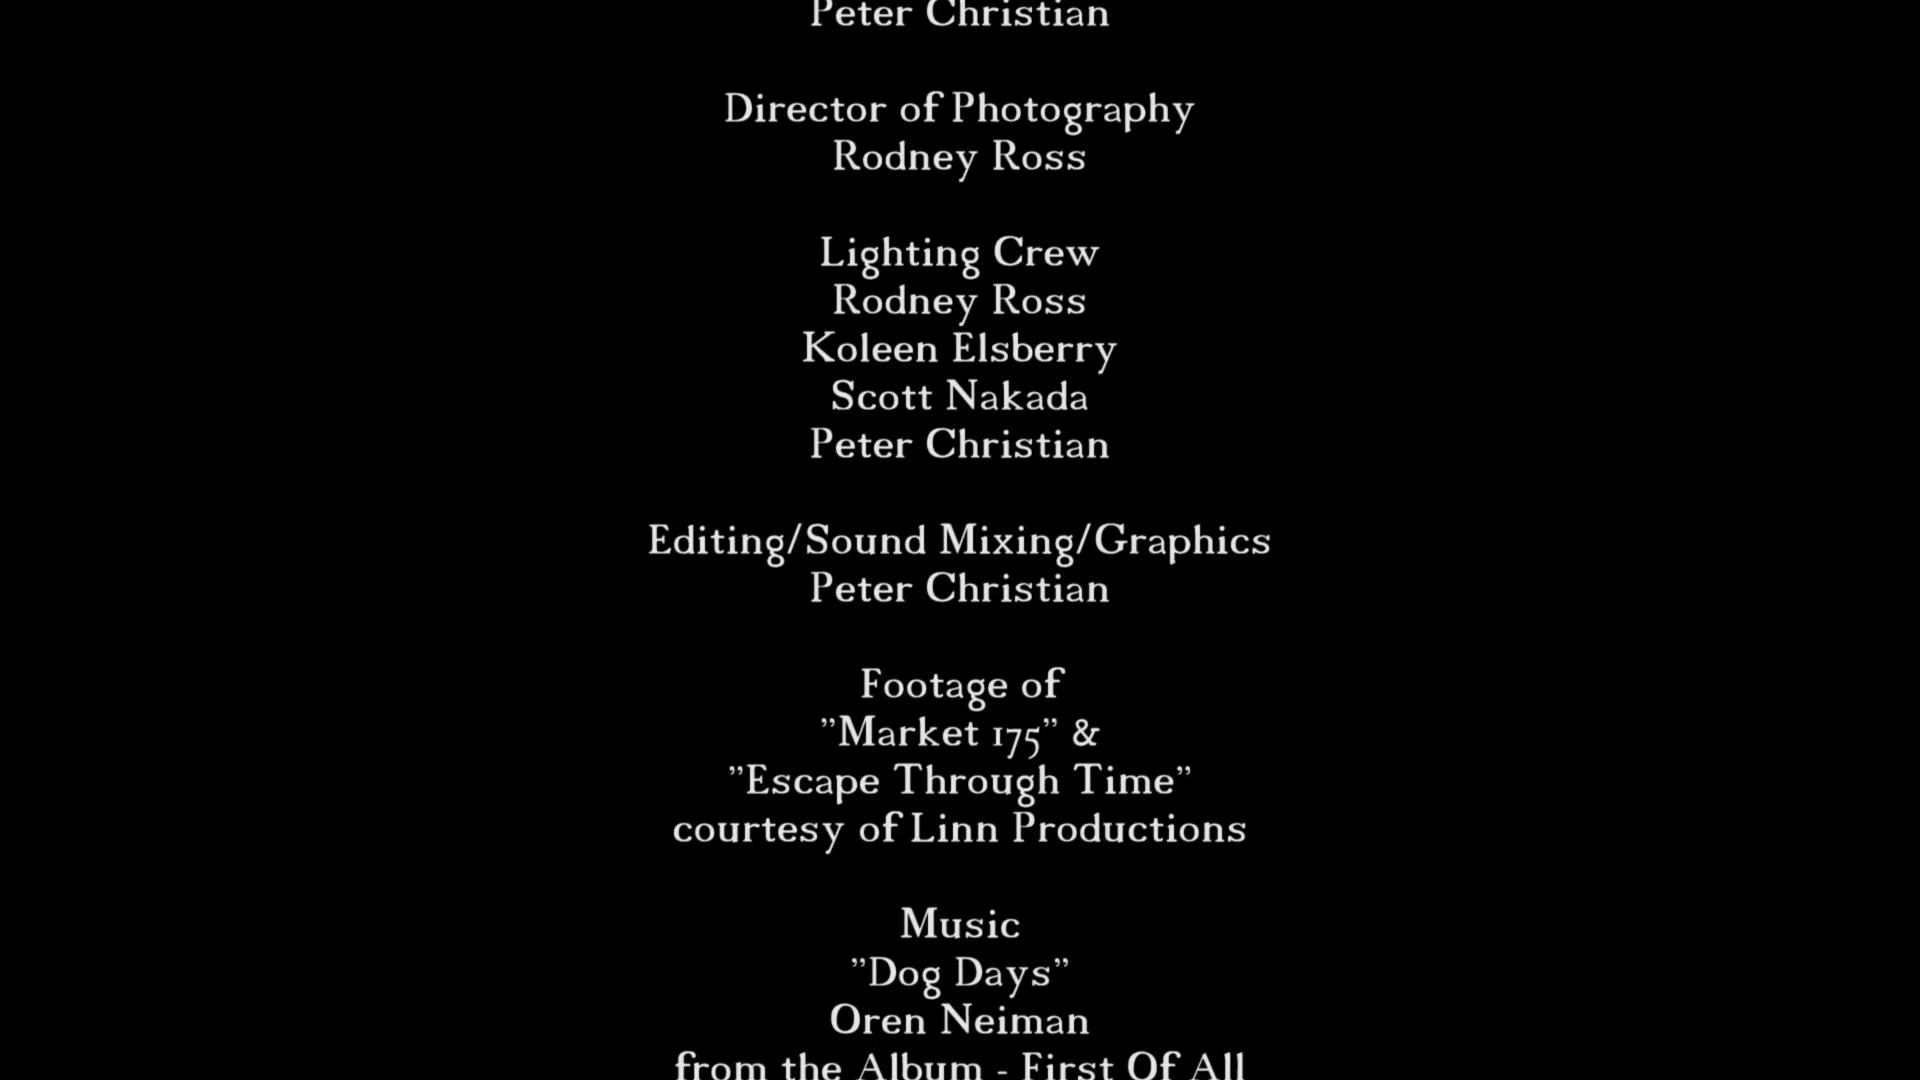 Peter Christian
Director of Photography
Rodney Ross
Lighting Crew
Rodney Ross
Koleen Elsberry
Scott Nakada
Peter Christian
Editing/Sound Mixing/Graphics
Peter Christian
Footage of
”Market 175” &
”Escape Through Time”
courtesy of Linn Productions
Music
”Dog Days”
Oren Neiman
from the Album - First Of All